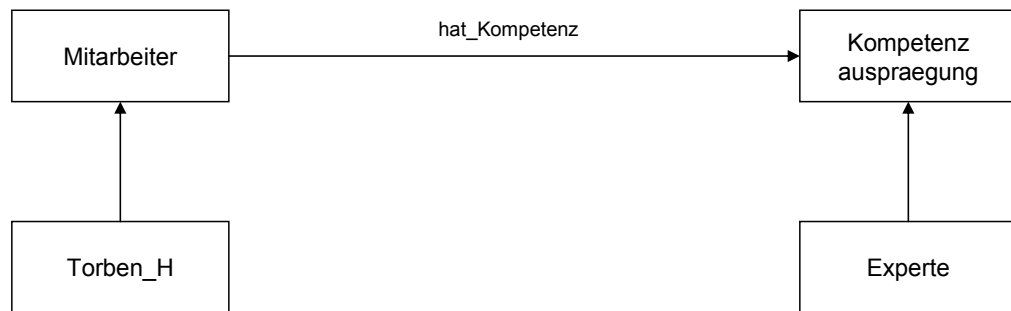 hat_Kompetenz
Mitarbeiter
Kompetenz
auspraegung
Torben_H
Experte